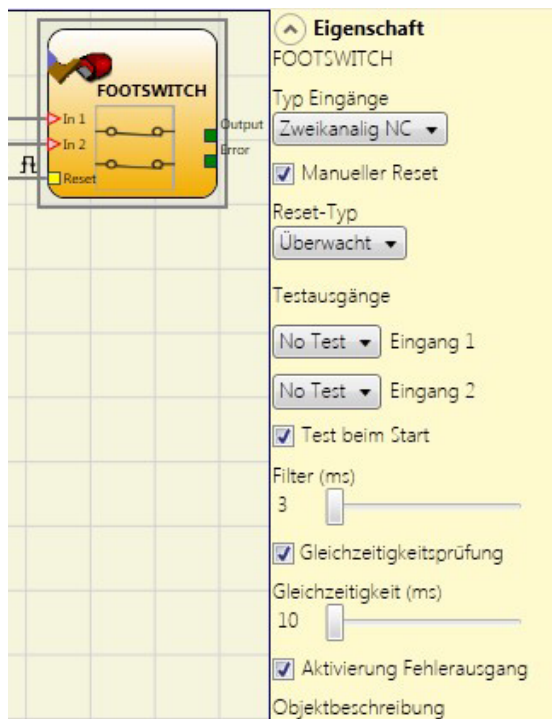 FOOTSWITCH
In 1
In 2
Reset
Output
Error
Eigenschaft
FOOTSWITCH
Typ Eingänge
Zweikanalig NC
Manueller Reset
Reset-Typ
Überwacht
Testausgänge
No Test Eingang 1
No Test Eingang 2
Test beim Start
Filter (ms)
3
Gleichzeitigkeitsprüfung
Gleichzeitigkeit (ms)
10
Aktivierung Fehlerausgang
Objektbeschreibung